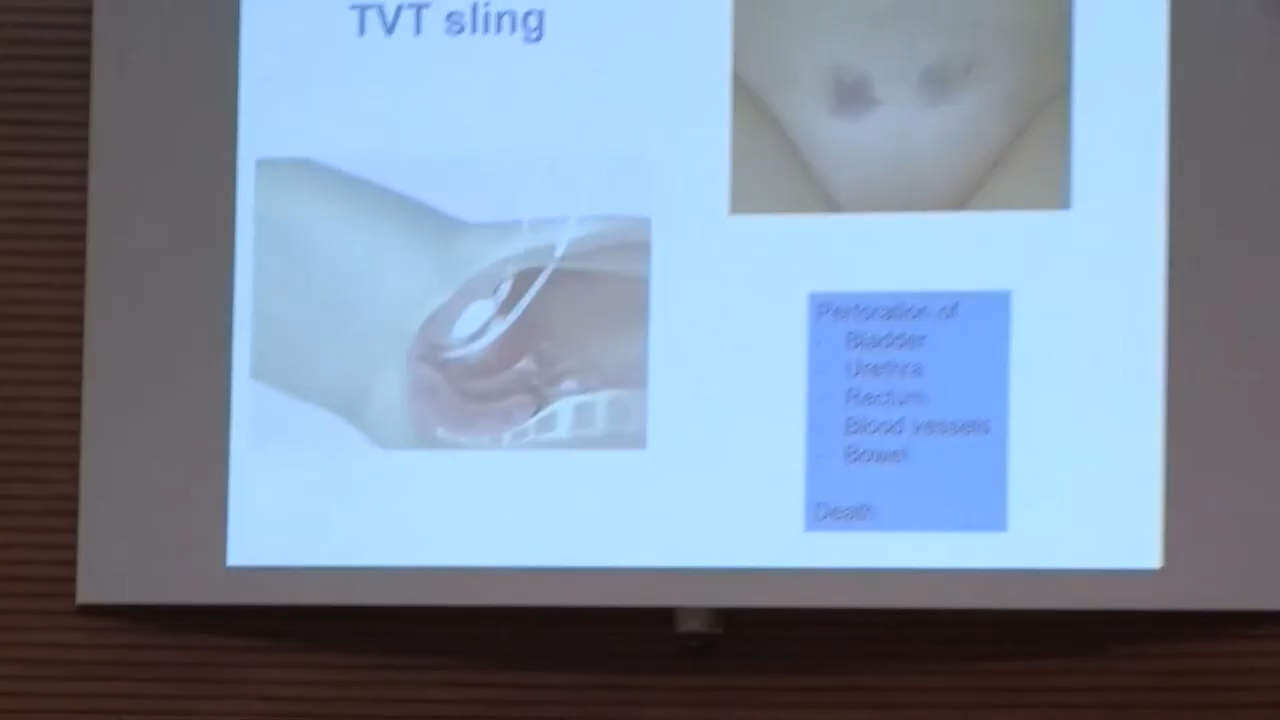 TVT sling
Perforation of
Bladder
Urethra
Rectum
Blood vessels
Bowel
Death